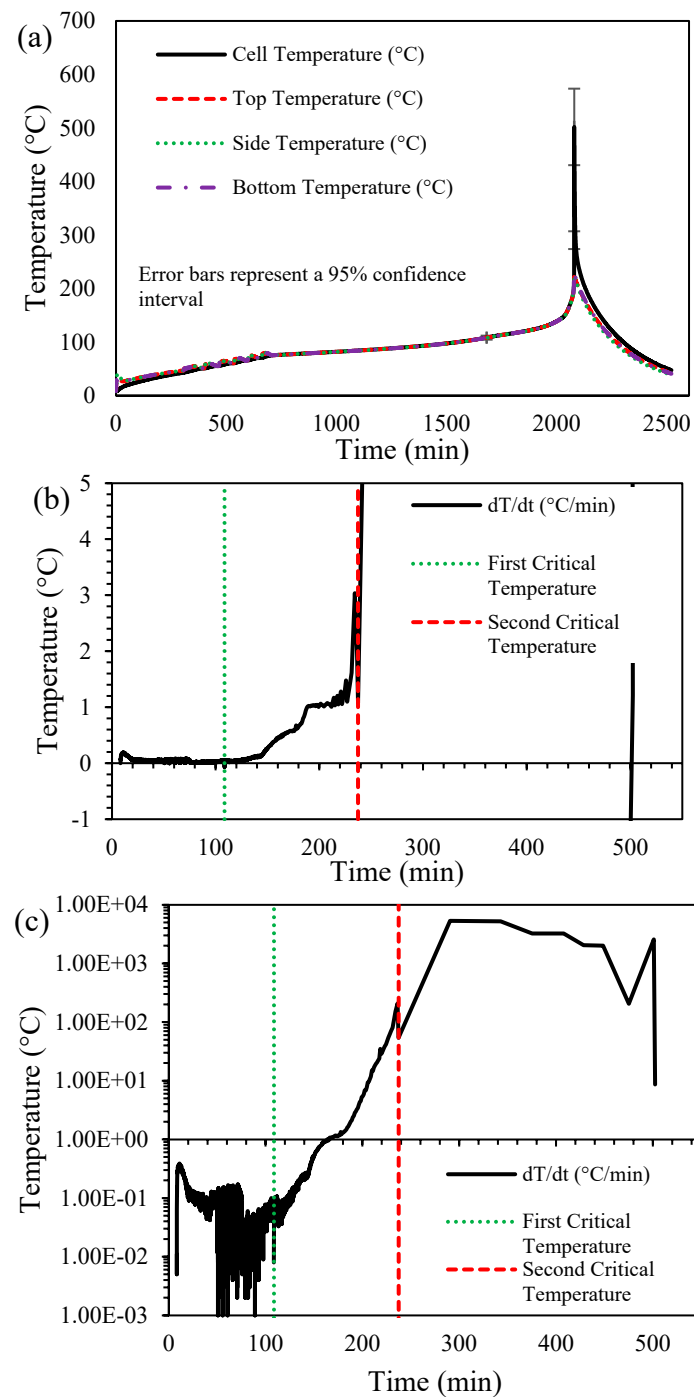 (a)
700
600
500
400
300
200
100
0
Temperature (°C)
Cell Temperature (°C)
Top Temperature (°C)
Side Temperature (°C)
Bottom Temperature (°C)
Error bars represent a 95% confidence
interval
0 500 1000 1500 2000 2500
Time (min)
(b)
5
4
3
2
1
0
-1
Temperature (°C)
dT/dt (°C/min)
First Critical
Temperature
Second Critical
Temperature
0 100 200 300 400 500
Time (min)
(c)
1.00E+04
1.00E+03
1.00E+02
1.00E+01
1.00E+00
1.00E-01
1.00E-02
1.00E-03
Temperature (°C)
dT/dt (°C/min)
First Critical
Temperature
Second Critical
Temperature
0 100 200 300 400 500
Time (min)